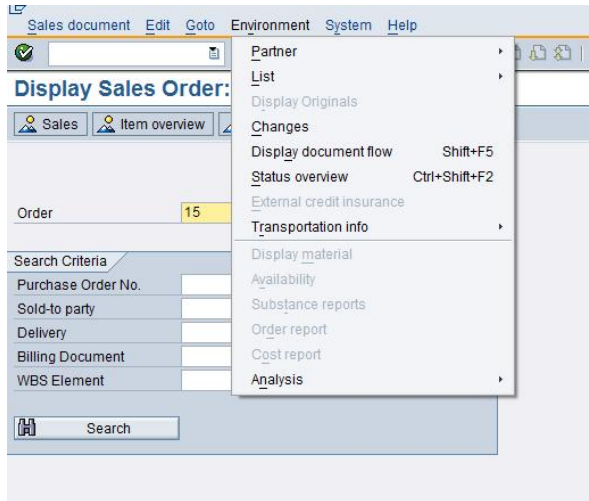 Sales document Edit Goto Environment System Help
Display Sales Order:
Sales Item overview
Partner
List
Display Originals
Changes
Display document flow Shift+F5
Status overview Ctrl+Shift+F2
External credit insurance
Transportation info
Display material
Availability
Substance reports
Order report
Cost report
Analysis
Order 15
Search Criteria
Purchase Order No.
Sold-to party
Delivery
Billing Document
WBS Element
Search